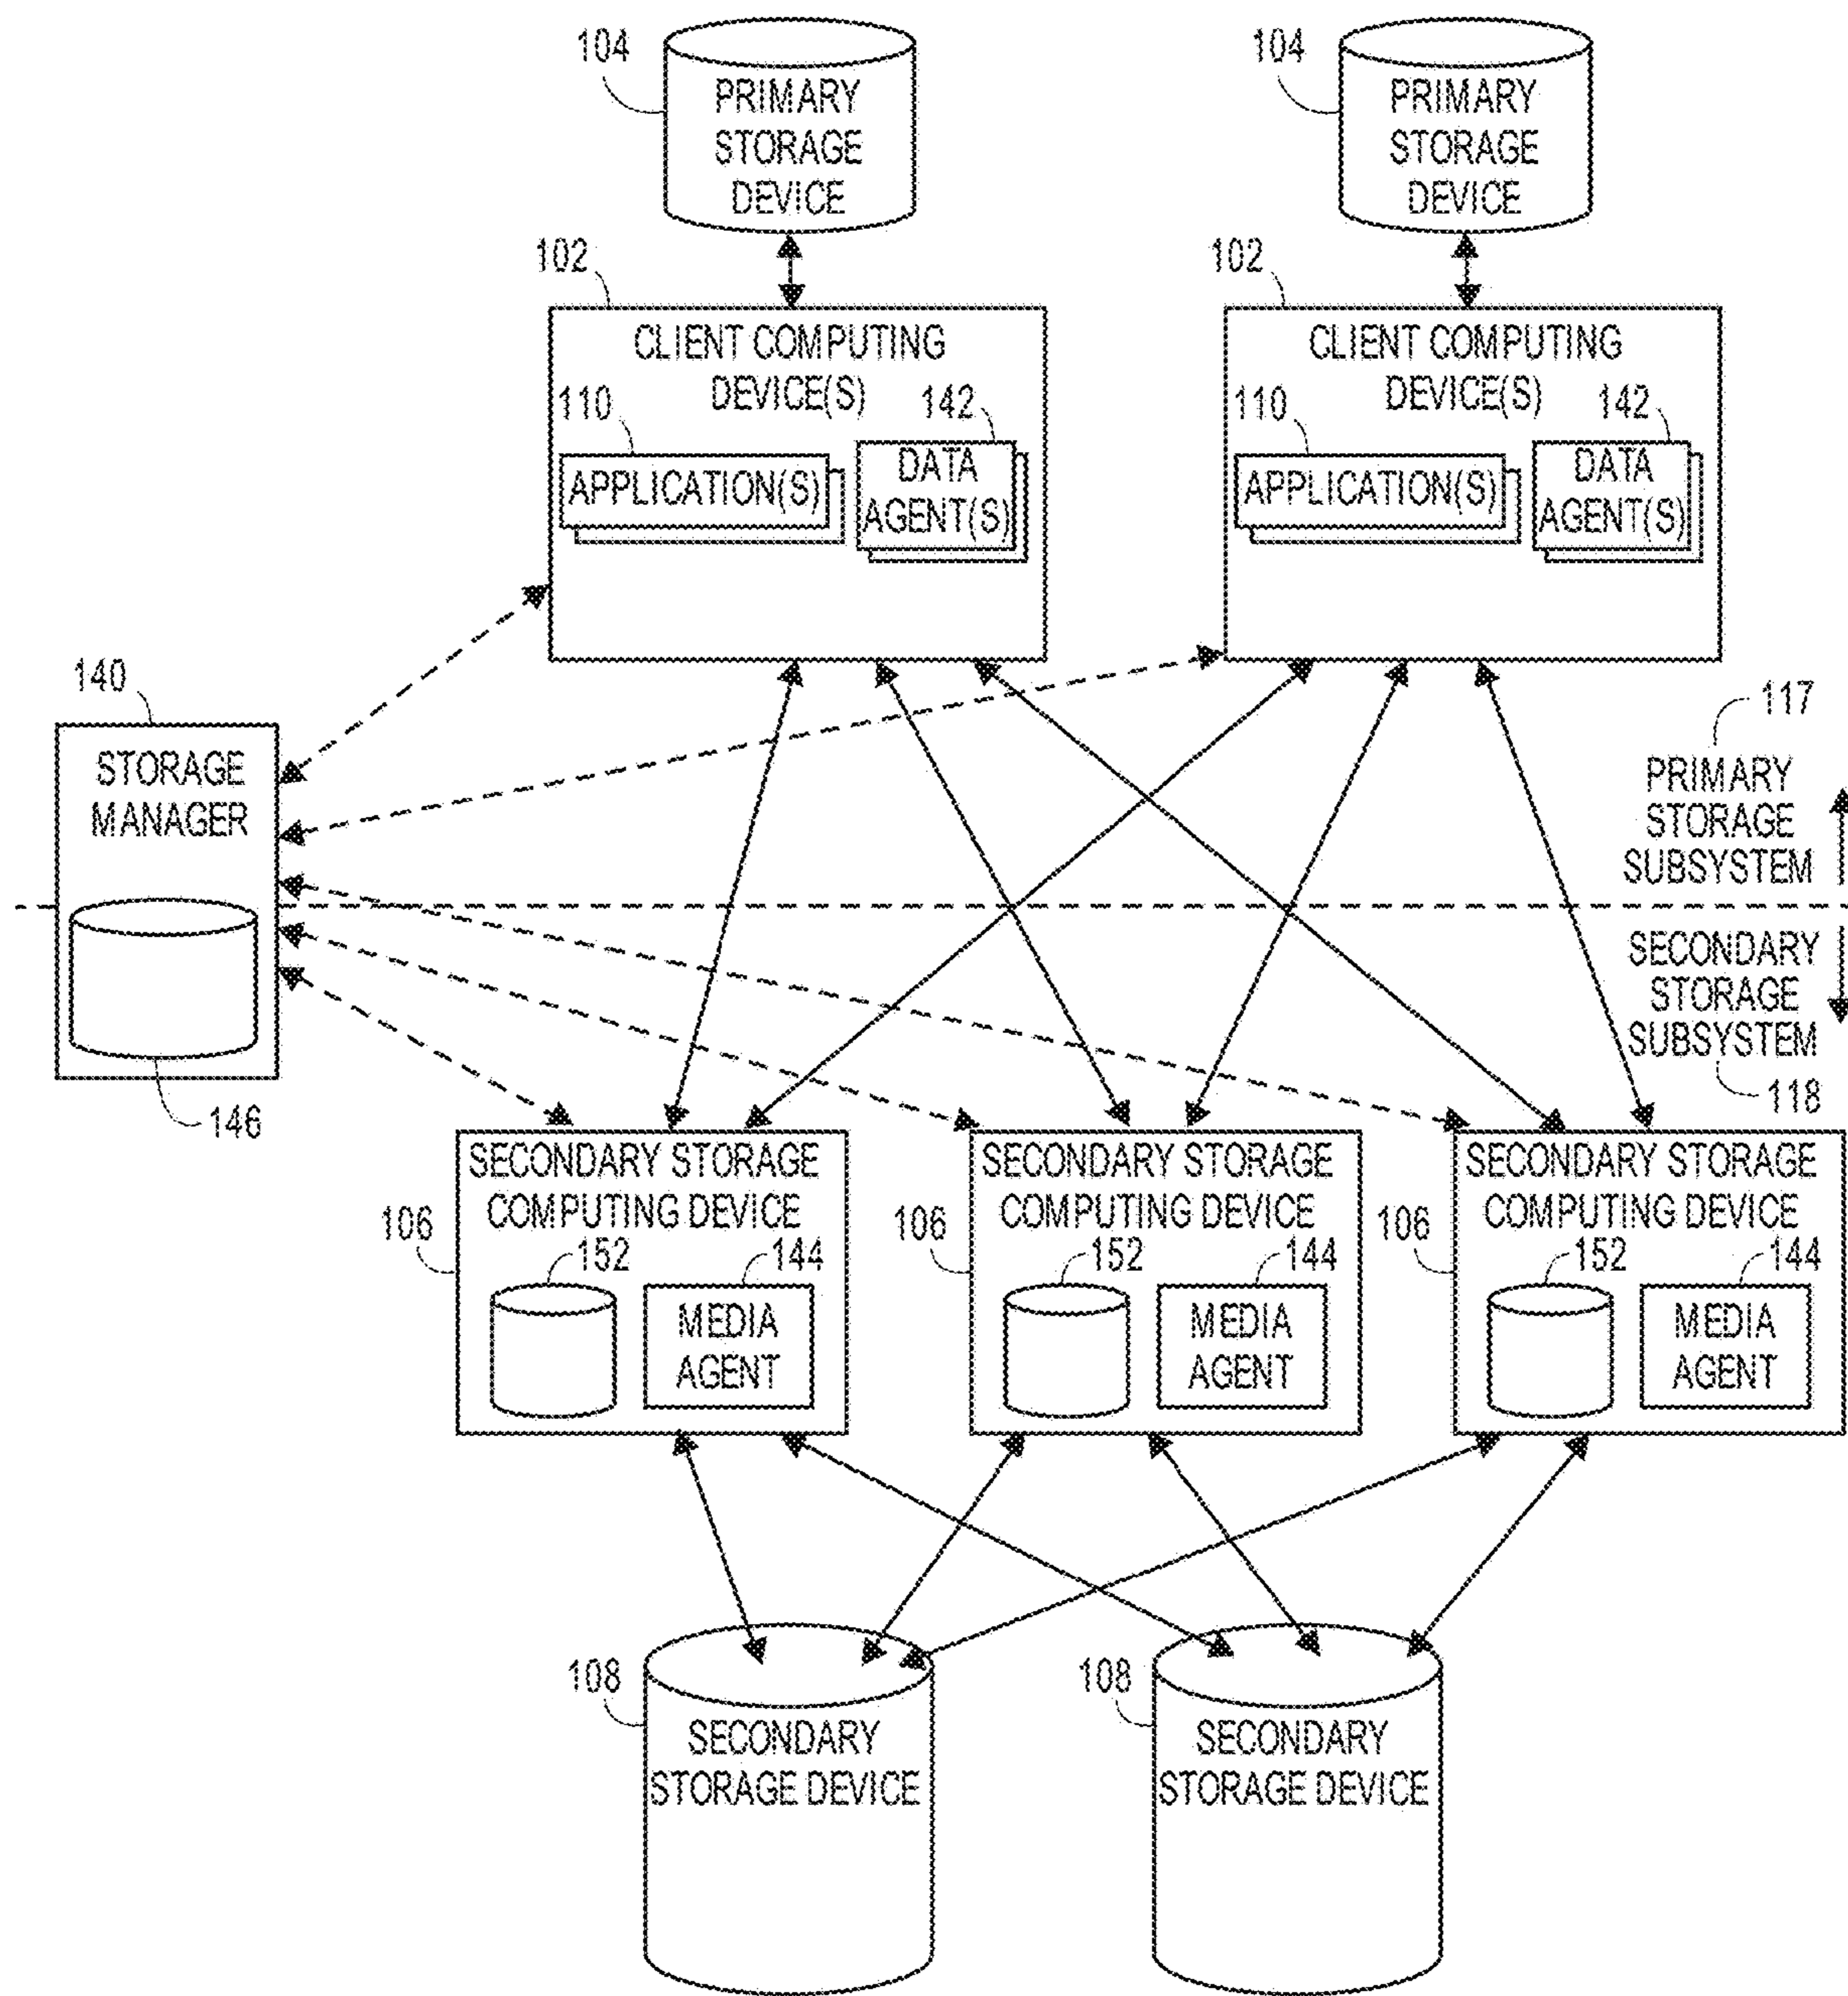 104
PRIMARY
STORAGE
DEVICE
104
PRIMARY
STORAGE
DEVICE
102
CLIENT COMPUTING
DEVICE(S)
110
142
APPLICATION(S)
DATA
AGENT(S)
102
CLIENT COMPUTING
DEVICE(S)
110
142
APPLICATION(S)
DATA
AGENT(S)
140
STORAGE
MANAGER
146
117
PRIMARY
STORAGE
SUBSYSTEM
SECONDARY
STORAGE
SUBSYSTEM
118
SECONDARY STORAGE
COMPUTING DEVICE
106
152
144
MEDIA
AGENT
SECONDARY STORAGE
COMPUTING DEVICE
106
152
144
MEDIA
AGENT
SECONDARY STORAGE
COMPUTING DEVICE
106
152
144
MEDIA
AGENT
108
SECONDARY
STORAGE DEVICE
108
SECONDARY
STORAGE DEVICE